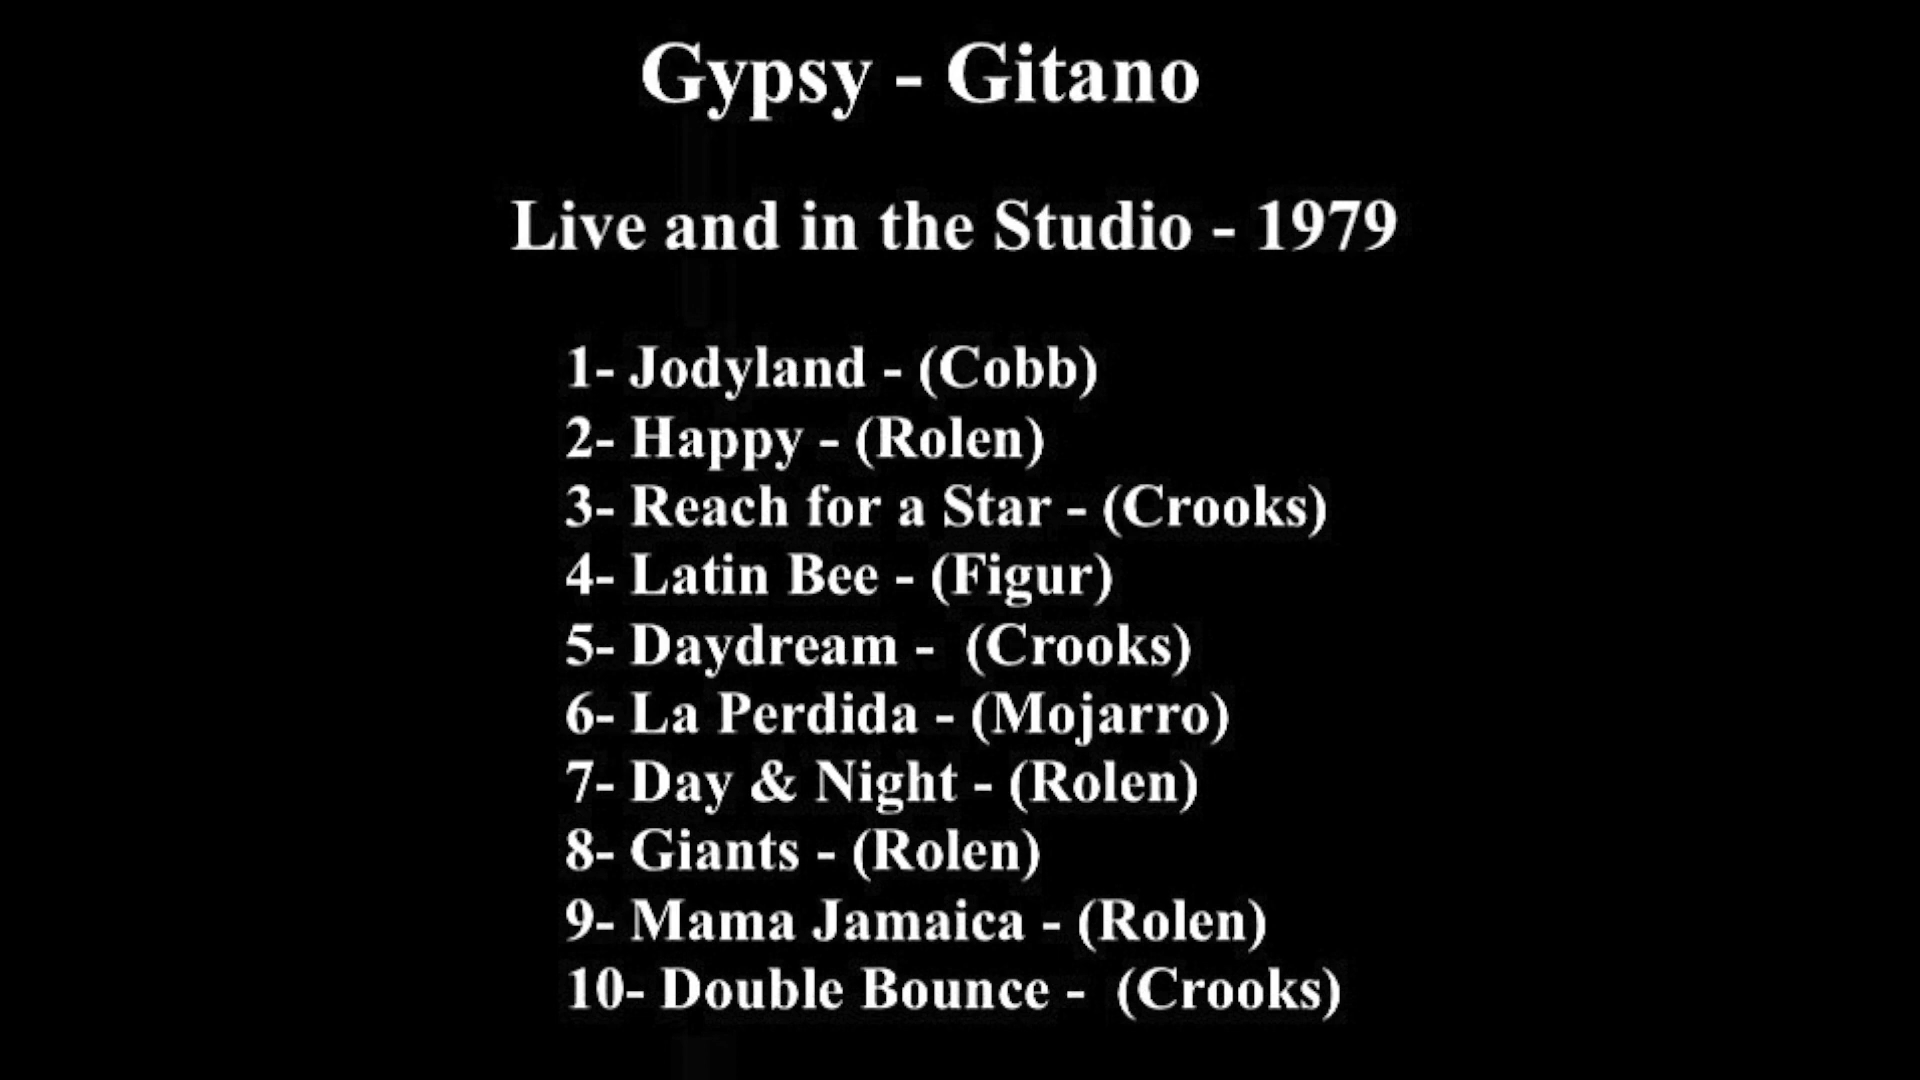 Gypsy - Gitano
Live and in the Studio - 1979
1- Jodyland - (Cobb)
2- Happy - (Rolen)
3- Reach for a Star - (Crooks)
4- Latin Bee - (Figur)
5- Daydream -  (Crooks)
6- La Perdida - (Mojarro)
7- Day & Night - (Rolen)
8- Giants - (Rolen)
9- Mama Jamaica - (Rolen)
10- Double Bounce -  (Crooks)